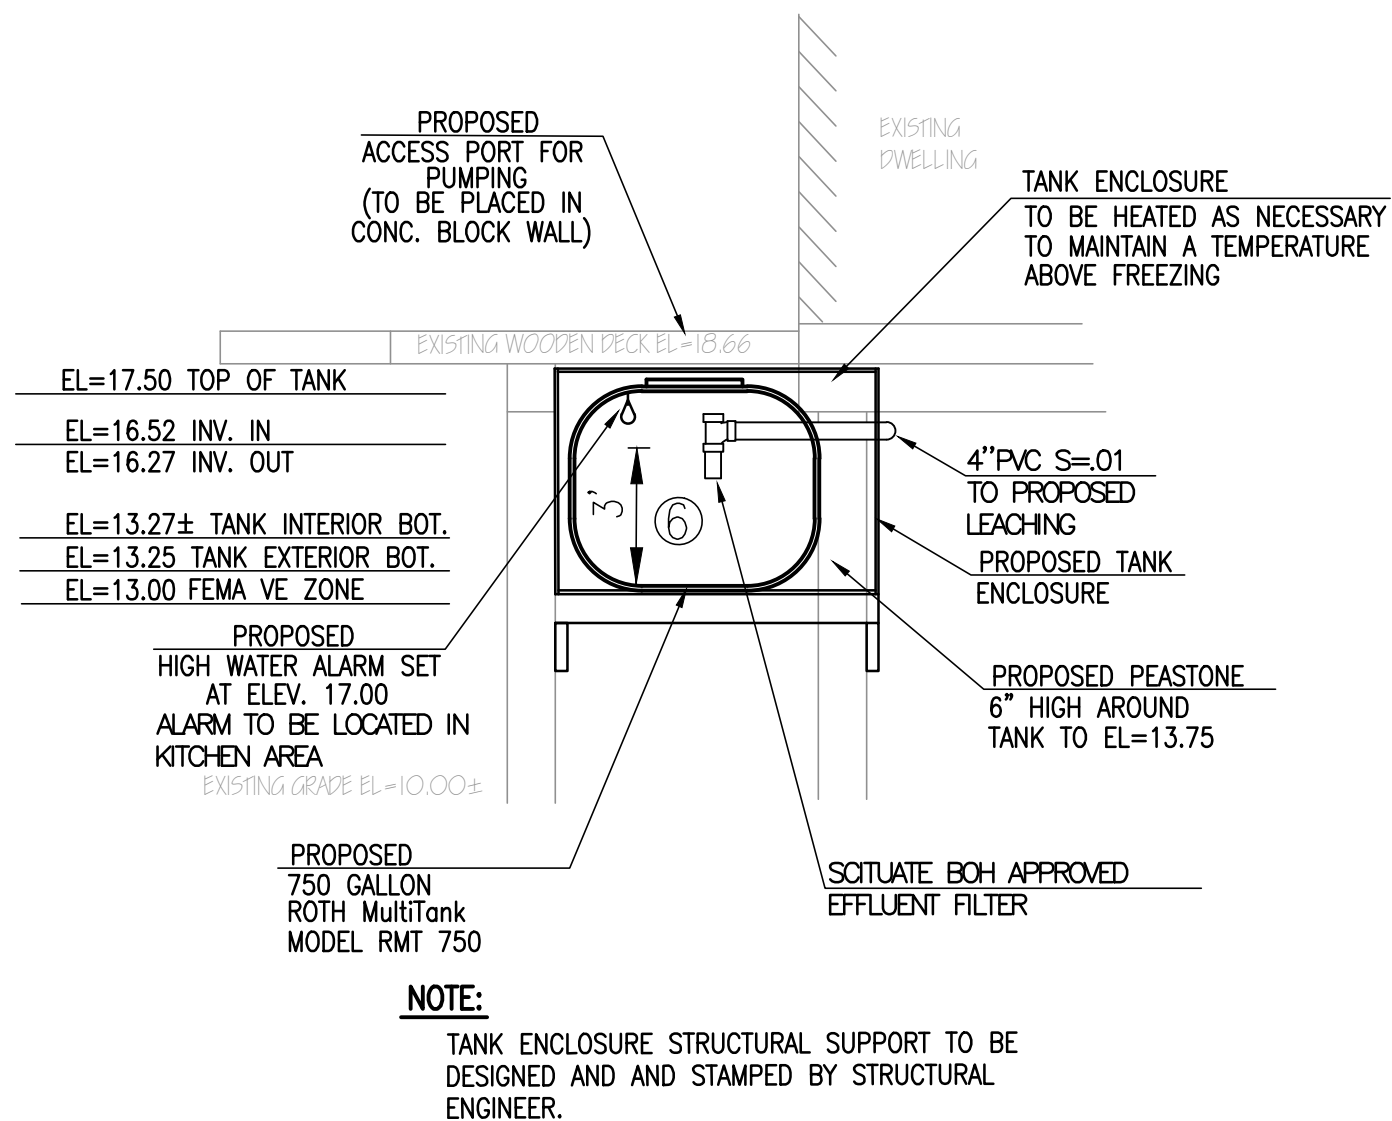 PROPOSED
ACCESS PORT FOR
PUMPING
(TO BE PLACED IN
CONC. BLOCK WALL)
EXISTING
DWELLING
TANK ENCLOSURE
TO BE HEATED AS NECESSARY
TO MAINTAIN A TEMPERATURE
ABOVE FREEZING
EXISTING WOODEN DECK EL=18.66
EL=17.50 TOP OF TANK
EL=16.52 INV. IN
EL=16.27 INV. OUT
EL=13.27± TANK INTERIOR BOT.
EL=13.25 TANK EXTERIOR BOT.
EL=13.00 FEMA VE ZONE
3'
6
4"PVC S=.01
TO PROPOSED
LEACHING
PROPOSED TANK
ENCLOSURE
PROPOSED
HIGH WATER ALARM SET
AT ELEV. 17.00
ALARM TO BE LOCATED IN
KITCHEN AREA
EXISTING GRADE EL=10.00±
PROPOSED PEASTONE
6" HIGH AROUND
TANK TO EL=13.75
PROPOSED
750 GALLON
ROTH MultiTank
MODEL RMT 750
SCITUATE BOH APPROVED
EFFLUENT FILTER
NOTE:
TANK ENCLOSURE STRUCTURAL SUPPORT TO BE
DESIGNED AND AND STAMPED BY STRUCTURAL
ENGINEER.